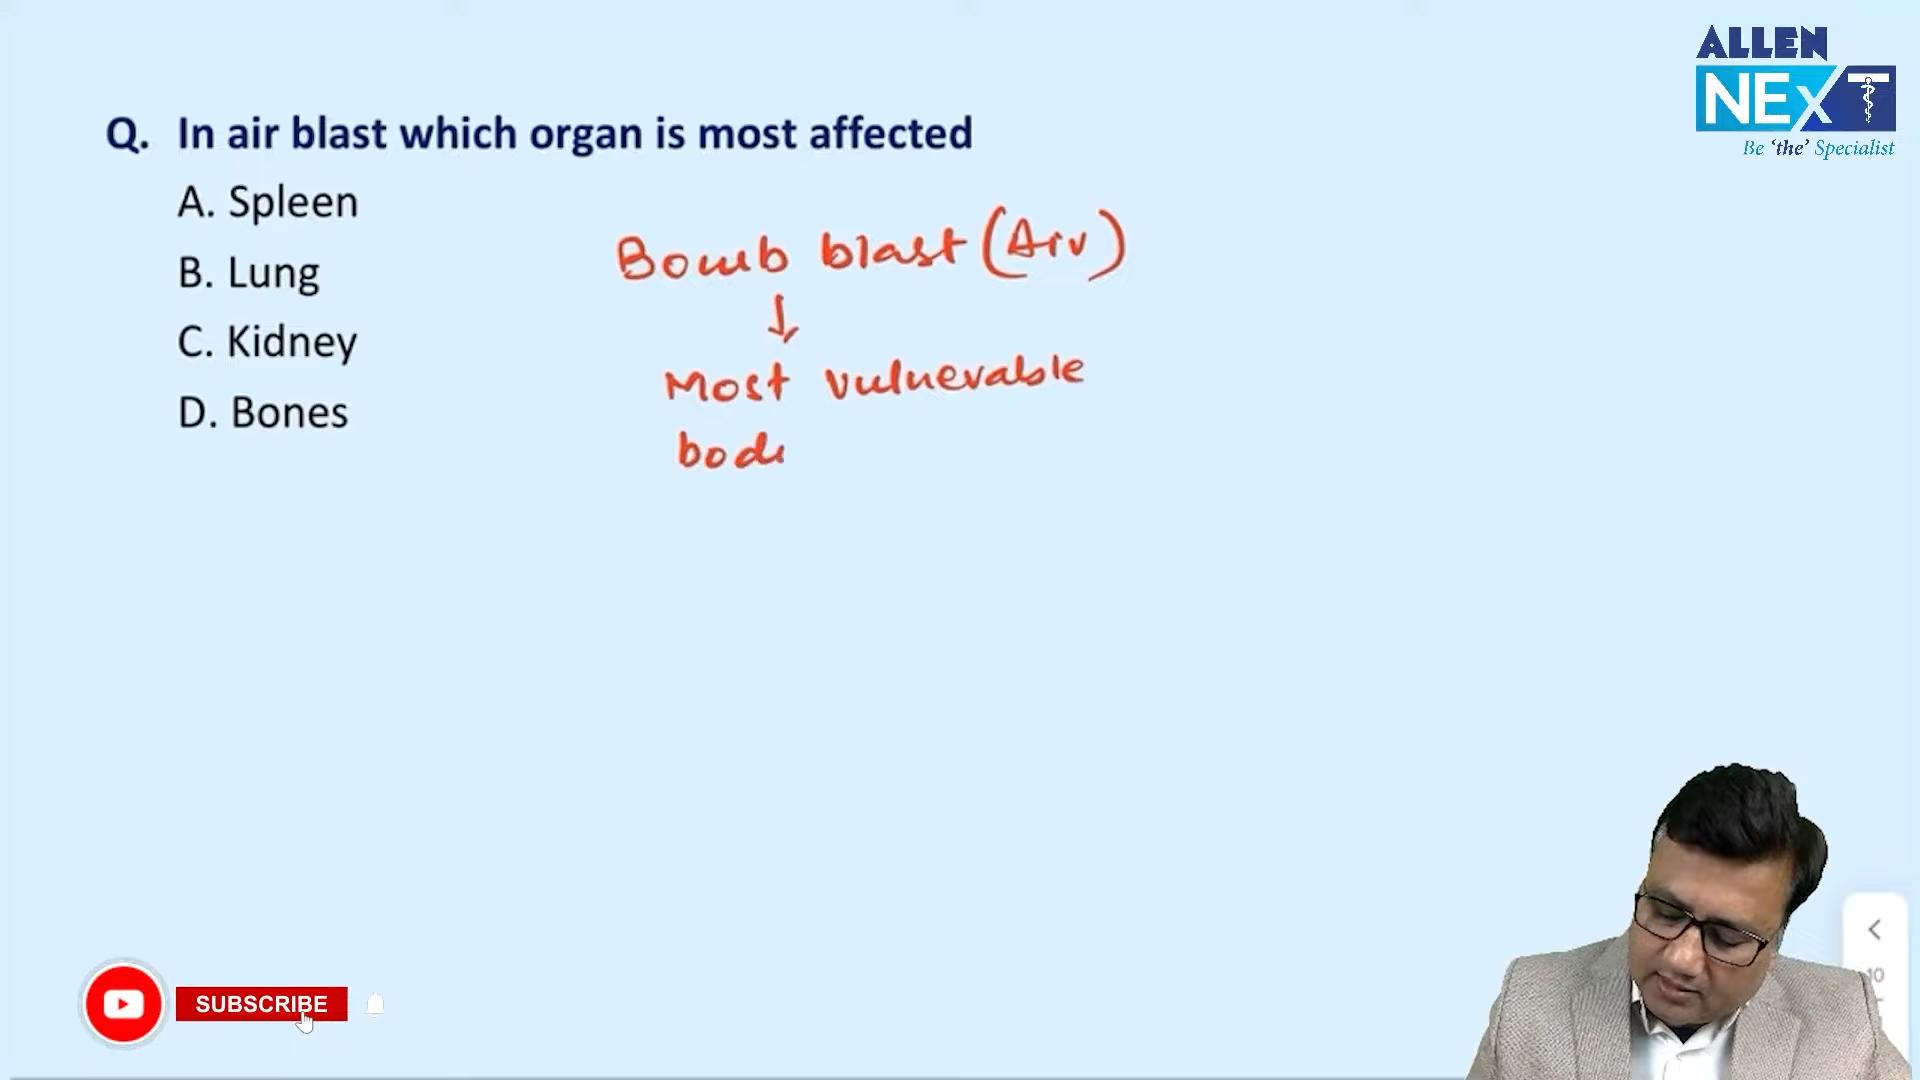 ALLEN
NEXT
Be 'the' Specialist
Q. In air blast which organ is most affected
A. Spleen
B. Lung
C. Kidney
D. Bones
Bomb blast (Air)
↓
Most vulnerable
bod
SUBSCRIBE
10